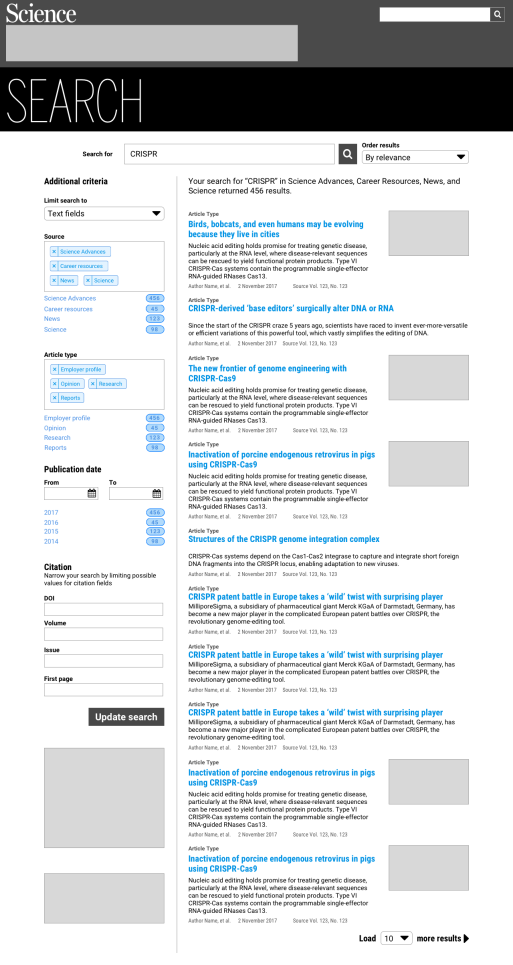 Science
SEARCH
Search for
CRISPR
Order results
By relevance
Additional criteria
Limit search to
Text fields
Source
× Science Advances
× Career resources
× News × Science
Science Advances 456
Career resources 45
News 123
Science 98
Article type
× Employer profile
× Opinion × Research
× Reports
Employer profile 456
Opinion 45
Research 123
Reports 98
Publication date
From To
2017 456
2016 45
2015 123
2014 98
Citation
Narrow your search by limiting possible
values for citation fields
DOI
Volume
Issue
First page
Update search
Your search for "CRISPR" in Science Advances, Career Resources, News, and
Science returned 456 results.
Article Type
Birds, bobcats, and even humans may be evolving
because they live in cities
Nucleic acid editing holds promise for treating genetic disease,
particularly at the RNA level, where disease-relevant sequences
can be rescued to yield functional protein products. Type VI
CRISPR-Cas systems contain the programmable single-effector
RNA-guided RNases Cas13.
Author Name, et al. 2 November 2017 Source Vol. 123, No. 123
Article Type
CRISPR-derived 'base editors' surgically alter DNA or RNA
Since the start of the CRISPR craze 5 years ago, scientists have raced to invent ever-more-versatile
or efficient variations of this powerful tool, which vastly simplifies the editing of DNA.
Author Name, et al. 2 November 2017 Source Vol. 123, No. 123
Article Type
The new frontier of genome engineering with
CRISPR-Cas9
Nucleic acid editing holds promise for treating genetic disease,
particularly at the RNA level, where disease-relevant sequences
can be rescued to yield functional protein products. Type VI
CRISPR-Cas systems contain the programmable single-effector
RNA-guided RNases Cas13.
Author Name, et al. 2 November 2017 Source Vol. 123, No. 123
Article Type
Inactivation of porcine endogenous retrovirus in pigs
using CRISPR-Cas9
Nucleic acid editing holds promise for treating genetic disease,
particularly at the RNA level, where disease-relevant sequences
can be rescued to yield functional protein products. Type VI
CRISPR-Cas systems contain the programmable single-effector
RNA-guided RNases Cas13.
Author Name, et al. 2 November 2017 Source Vol. 123, No. 123
Article Type
Structures of the CRISPR genome integration complex
CRISPR-Cas systems depend on the Cas1-Cas2 integrase to capture and integrate short foreign
DNA fragments into the CRISPR locus, enabling adaptation to new viruses.
Author Name, et al. 2 November 2017 Source Vol. 123, No. 123
Article Type
CRISPR patent battle in Europe takes a 'wild' twist with surprising player
MilliporeSigma, a subsidiary of pharmaceutical giant Merck KGaA of Darmstadt, Germany, has
become a new major player in the complicated European patent battles over CRISPR, the
revolutionary genome-editing tool.
Author Name, et al. 2 November 2017 Source Vol. 123, No. 123
Article Type
CRISPR patent battle in Europe takes a 'wild' twist with surprising player
MilliporeSigma, a subsidiary of pharmaceutical giant Merck KGaA of Darmstadt, Germany, has
become a new major player in the complicated European patent battles over CRISPR, the
revolutionary genome-editing tool.
Author Name, et al. 2 November 2017 Source Vol. 123, No. 123
Article Type
CRISPR patent battle in Europe takes a 'wild' twist with surprising player
MilliporeSigma, a subsidiary of pharmaceutical giant Merck KGaA of Darmstadt, Germany, has
become a new major player in the complicated European patent battles over CRISPR, the
revolutionary genome-editing tool.
Author Name, et al. 2 November 2017 Source Vol. 123, No. 123
Article Type
Inactivation of porcine endogenous retrovirus in pigs
using CRISPR-Cas9
Nucleic acid editing holds promise for treating genetic disease,
particularly at the RNA level, where disease-relevant sequences
can be rescued to yield functional protein products. Type VI
CRISPR-Cas systems contain the programmable single-effector
RNA-guided RNases Cas13.
Author Name, et al. 2 November 2017 Source Vol. 123, No. 123
Article Type
Inactivation of porcine endogenous retrovirus in pigs
using CRISPR-Cas9
Nucleic acid editing holds promise for treating genetic disease,
particularly at the RNA level, where disease-relevant sequences
can be rescued to yield functional protein products. Type VI
CRISPR-Cas systems contain the programmable single-effector
RNA-guided RNases Cas13.
Author Name, et al. 2 November 2017 Source Vol. 123, No. 123
Load 10 more results